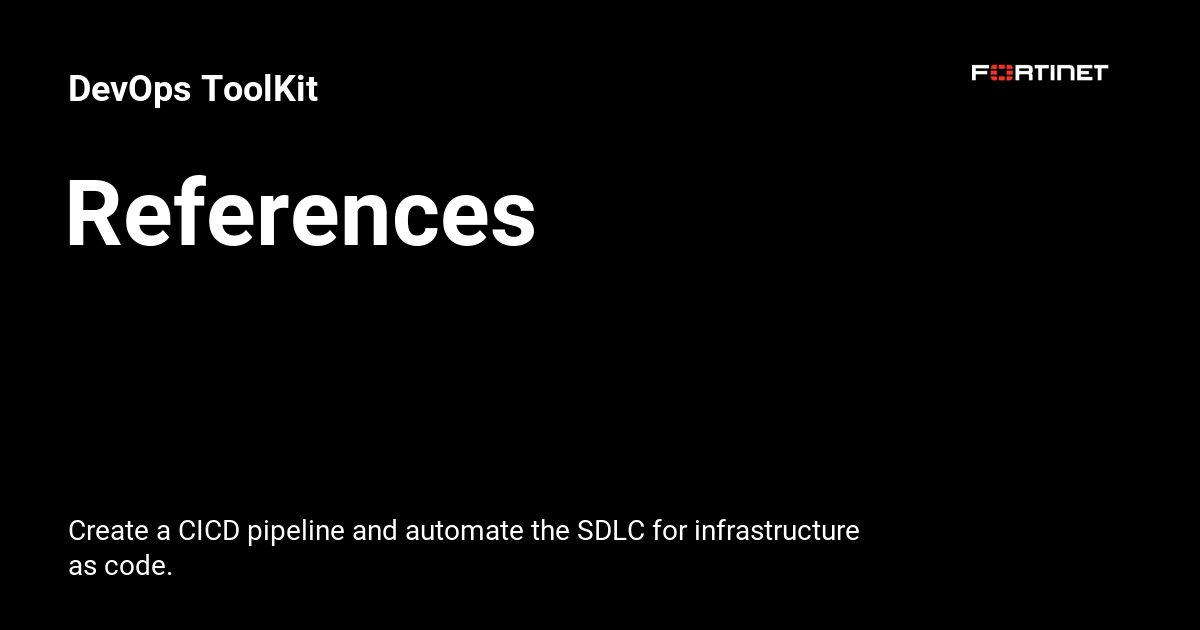 DevOps ToolKit
FORTINET
References
Create a CICD pipeline and automate the SDLC for infrastructure
as code.